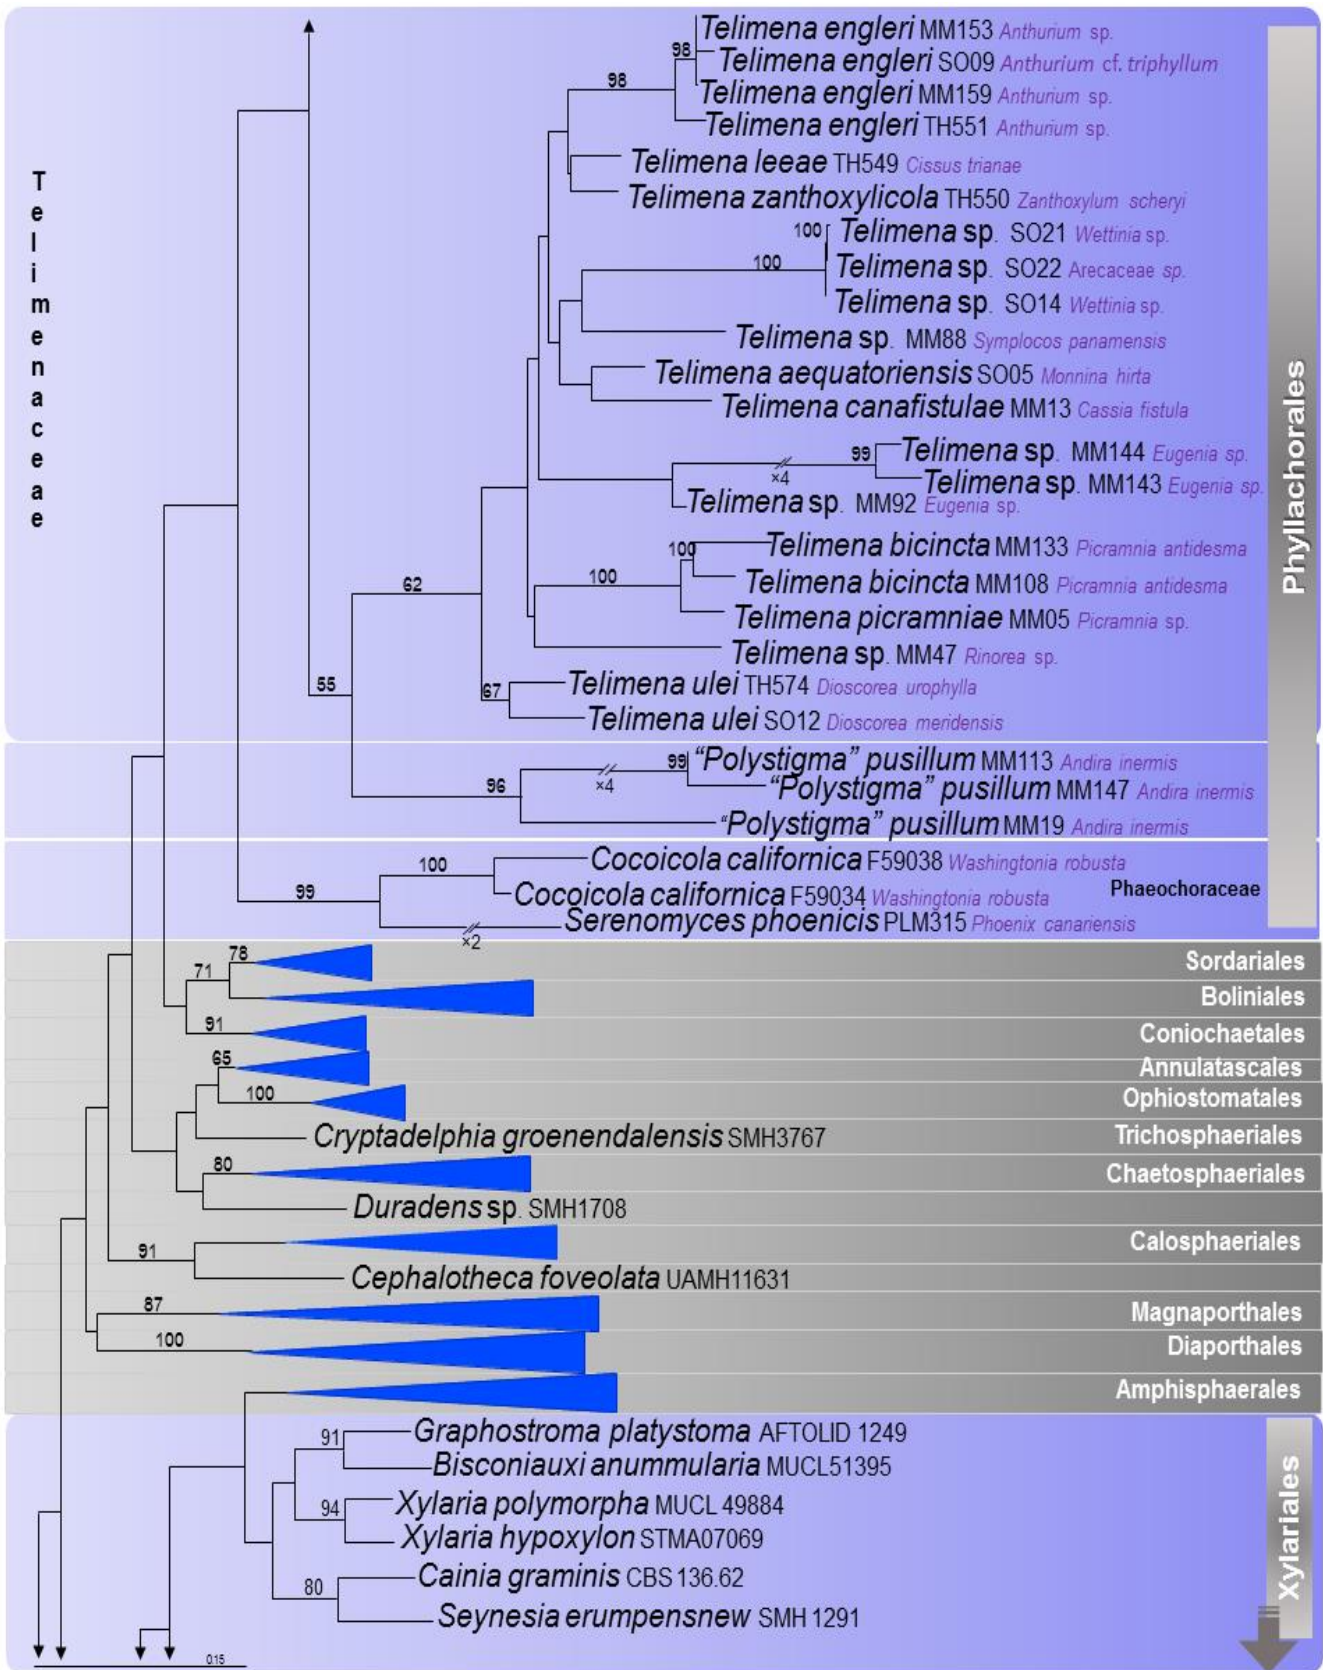 Telimenaceae
Phyllachorales
98
98
Telimena engleri MM153 Anthurium sp.
Telimena engleri SO09 Anthurium cf. triphyllum
Telimena engleri MM159 Anthurium sp.
Telimena engleri TH551 Anthurium sp.
Telimena leeae TH549 Cissus trianae
Telimena zanthoxylicola TH550 Zanthoxylum scheryi
100 Telimena sp. SO21 Wettinia sp.
100 Telimena sp. SO22 Arecaceae sp.
Telimena sp. SO14 Wettinia sp.
Telimena sp. MM88 Symplocos panamensis
Telimena aequatoriensis SO05 Monnina hirta
Telimena canafistulae MM13 Cassia fistula
99 Telimena sp. MM144 Eugenia sp.
×4
Telimena sp. MM143 Eugenia sp.
Telimena sp. MM92 Eugenia sp.
100 Telimena bicincta MM133 Picramnia antidesma
100 Telimena bicincta MM108 Picramnia antidesma
62
Telimena picramniae MM05 Picramnia sp.
Telimena sp. MM47 Rinorea sp.
55
67
Telimena ulei TH574 Dioscorea urophylla
Telimena ulei SO12 Dioscorea meridensis
99 “Polystigma” pusillum MM113 Andira inermis
96 ×4 “Polystigma” pusillum MM147 Andira inermis
“Polystigma” pusillum MM19 Andira inermis
100 Cocoicola californica F59038 Washingtonia robusta
99 Cocoicola californica F59034 Washingtonia robusta Phaeochoraceae
Serenomyces phoenicis PLM315 Phoenix canariensis
×2
78 Sordariales
71
Boliniales
91 Coniochaetales
65 Annulatascales
100 Ophiostomatales
Cryptadelphia groenendalensis SMH3767 Trichosphaeriales
80 Chaetosphaeriales
Duradens sp. SMH1708
91 Calosphaeriales
Cephalotheca foveolata UAMH11631
87 Magnaporthales
100 Diaporthales
Amphisphaerales
Xylariales
91 Graphostroma platystoma AFTOLID 1249
Bisconiauxi anummularia MUCL51395
94 Xylaria polymorpha MUCL 49884
Xylaria hypoxylon STMA07069
80 Cainia graminis CBS 136.62
Seynesia erumpensnew SMH 1291
0.15